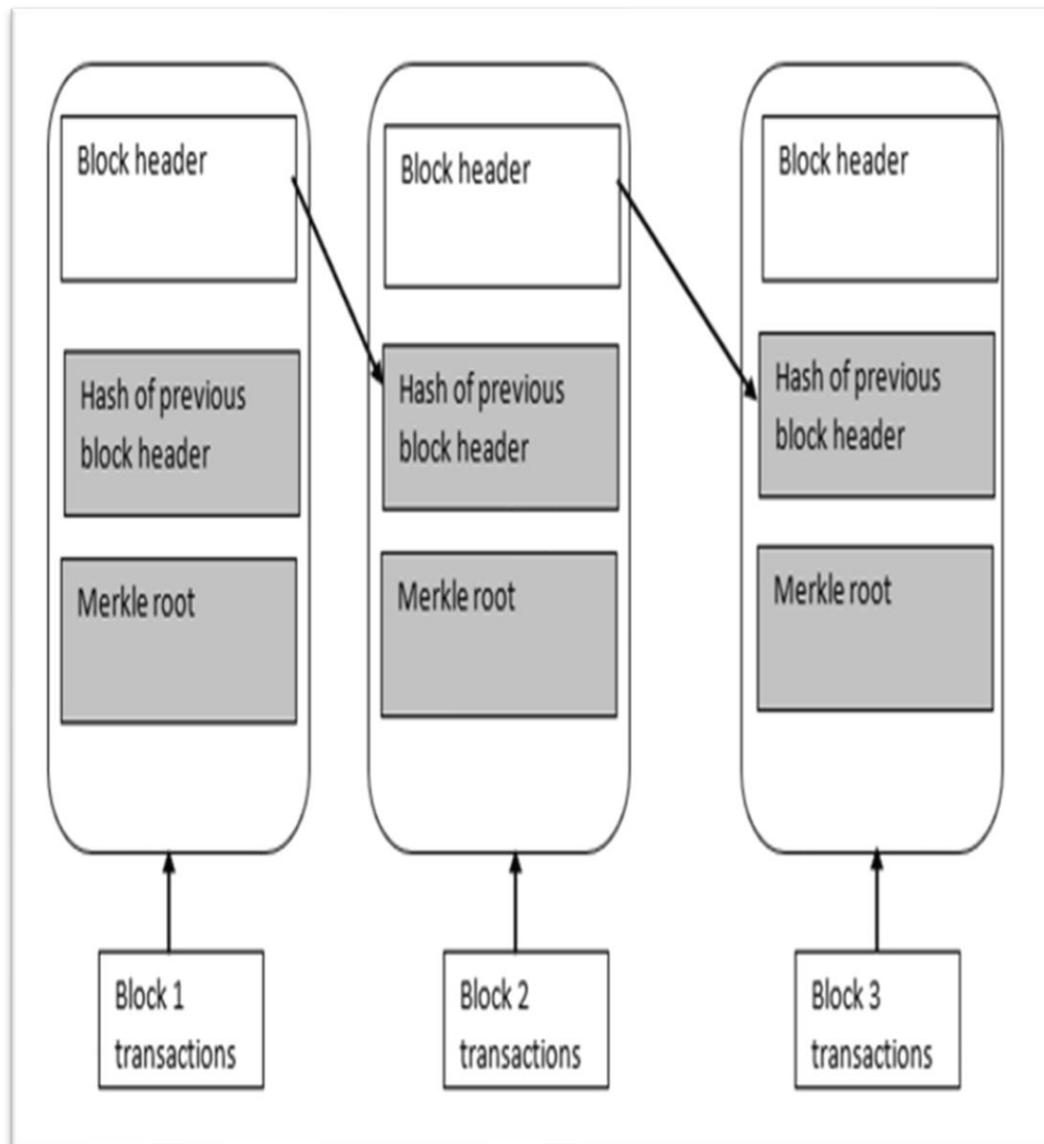 Block header
Hash of previous
block header
Merkle root
Block 1
transactions
Block header
Hash of previous
block header
Merkle root
Block 2
transactions
Block header
Hash of previous
block header
Merkle root
Block 3
transactions